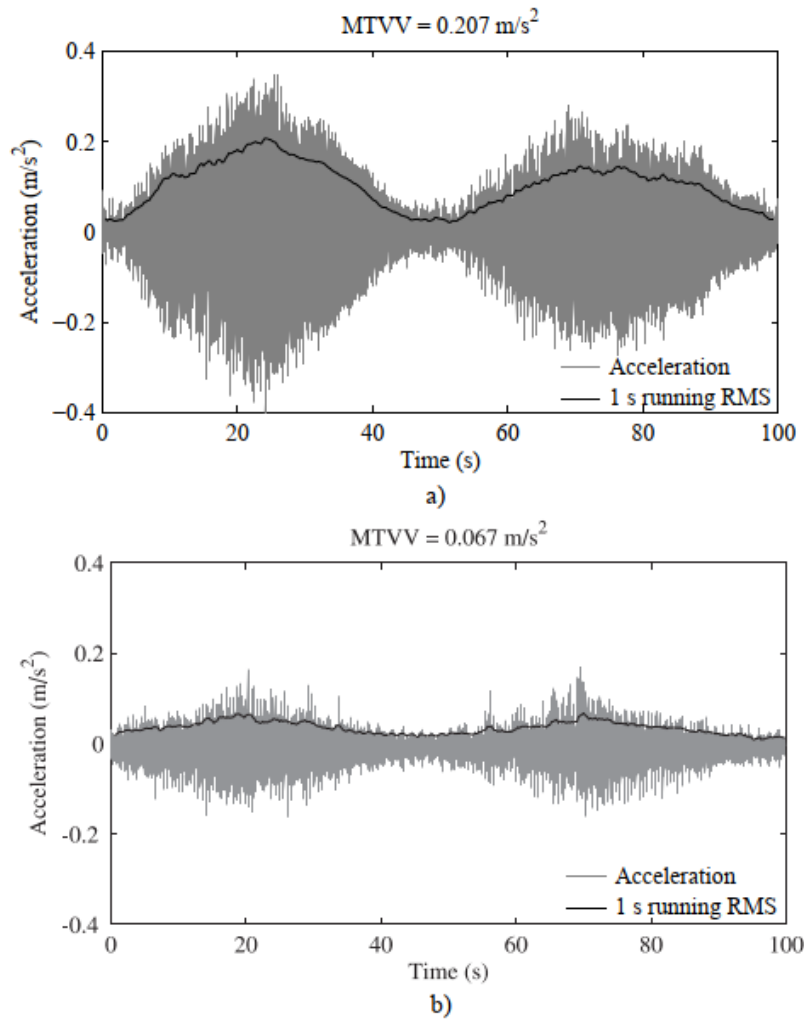 MTVV = 0.207 m/s²
0.4
0.2
0
−0.2
−0.4
Acceleration (m/s²)
Acceleration
1 s running RMS
0 20 40 60 80 100
Time (s)
a)
MTVV = 0.067 m/s²
0.4
0.2
0
-0.2
-0.4
Acceleration (m/s²)
Acceleration
1 s running RMS
0 20 40 60 80 100
Time (s)
b)